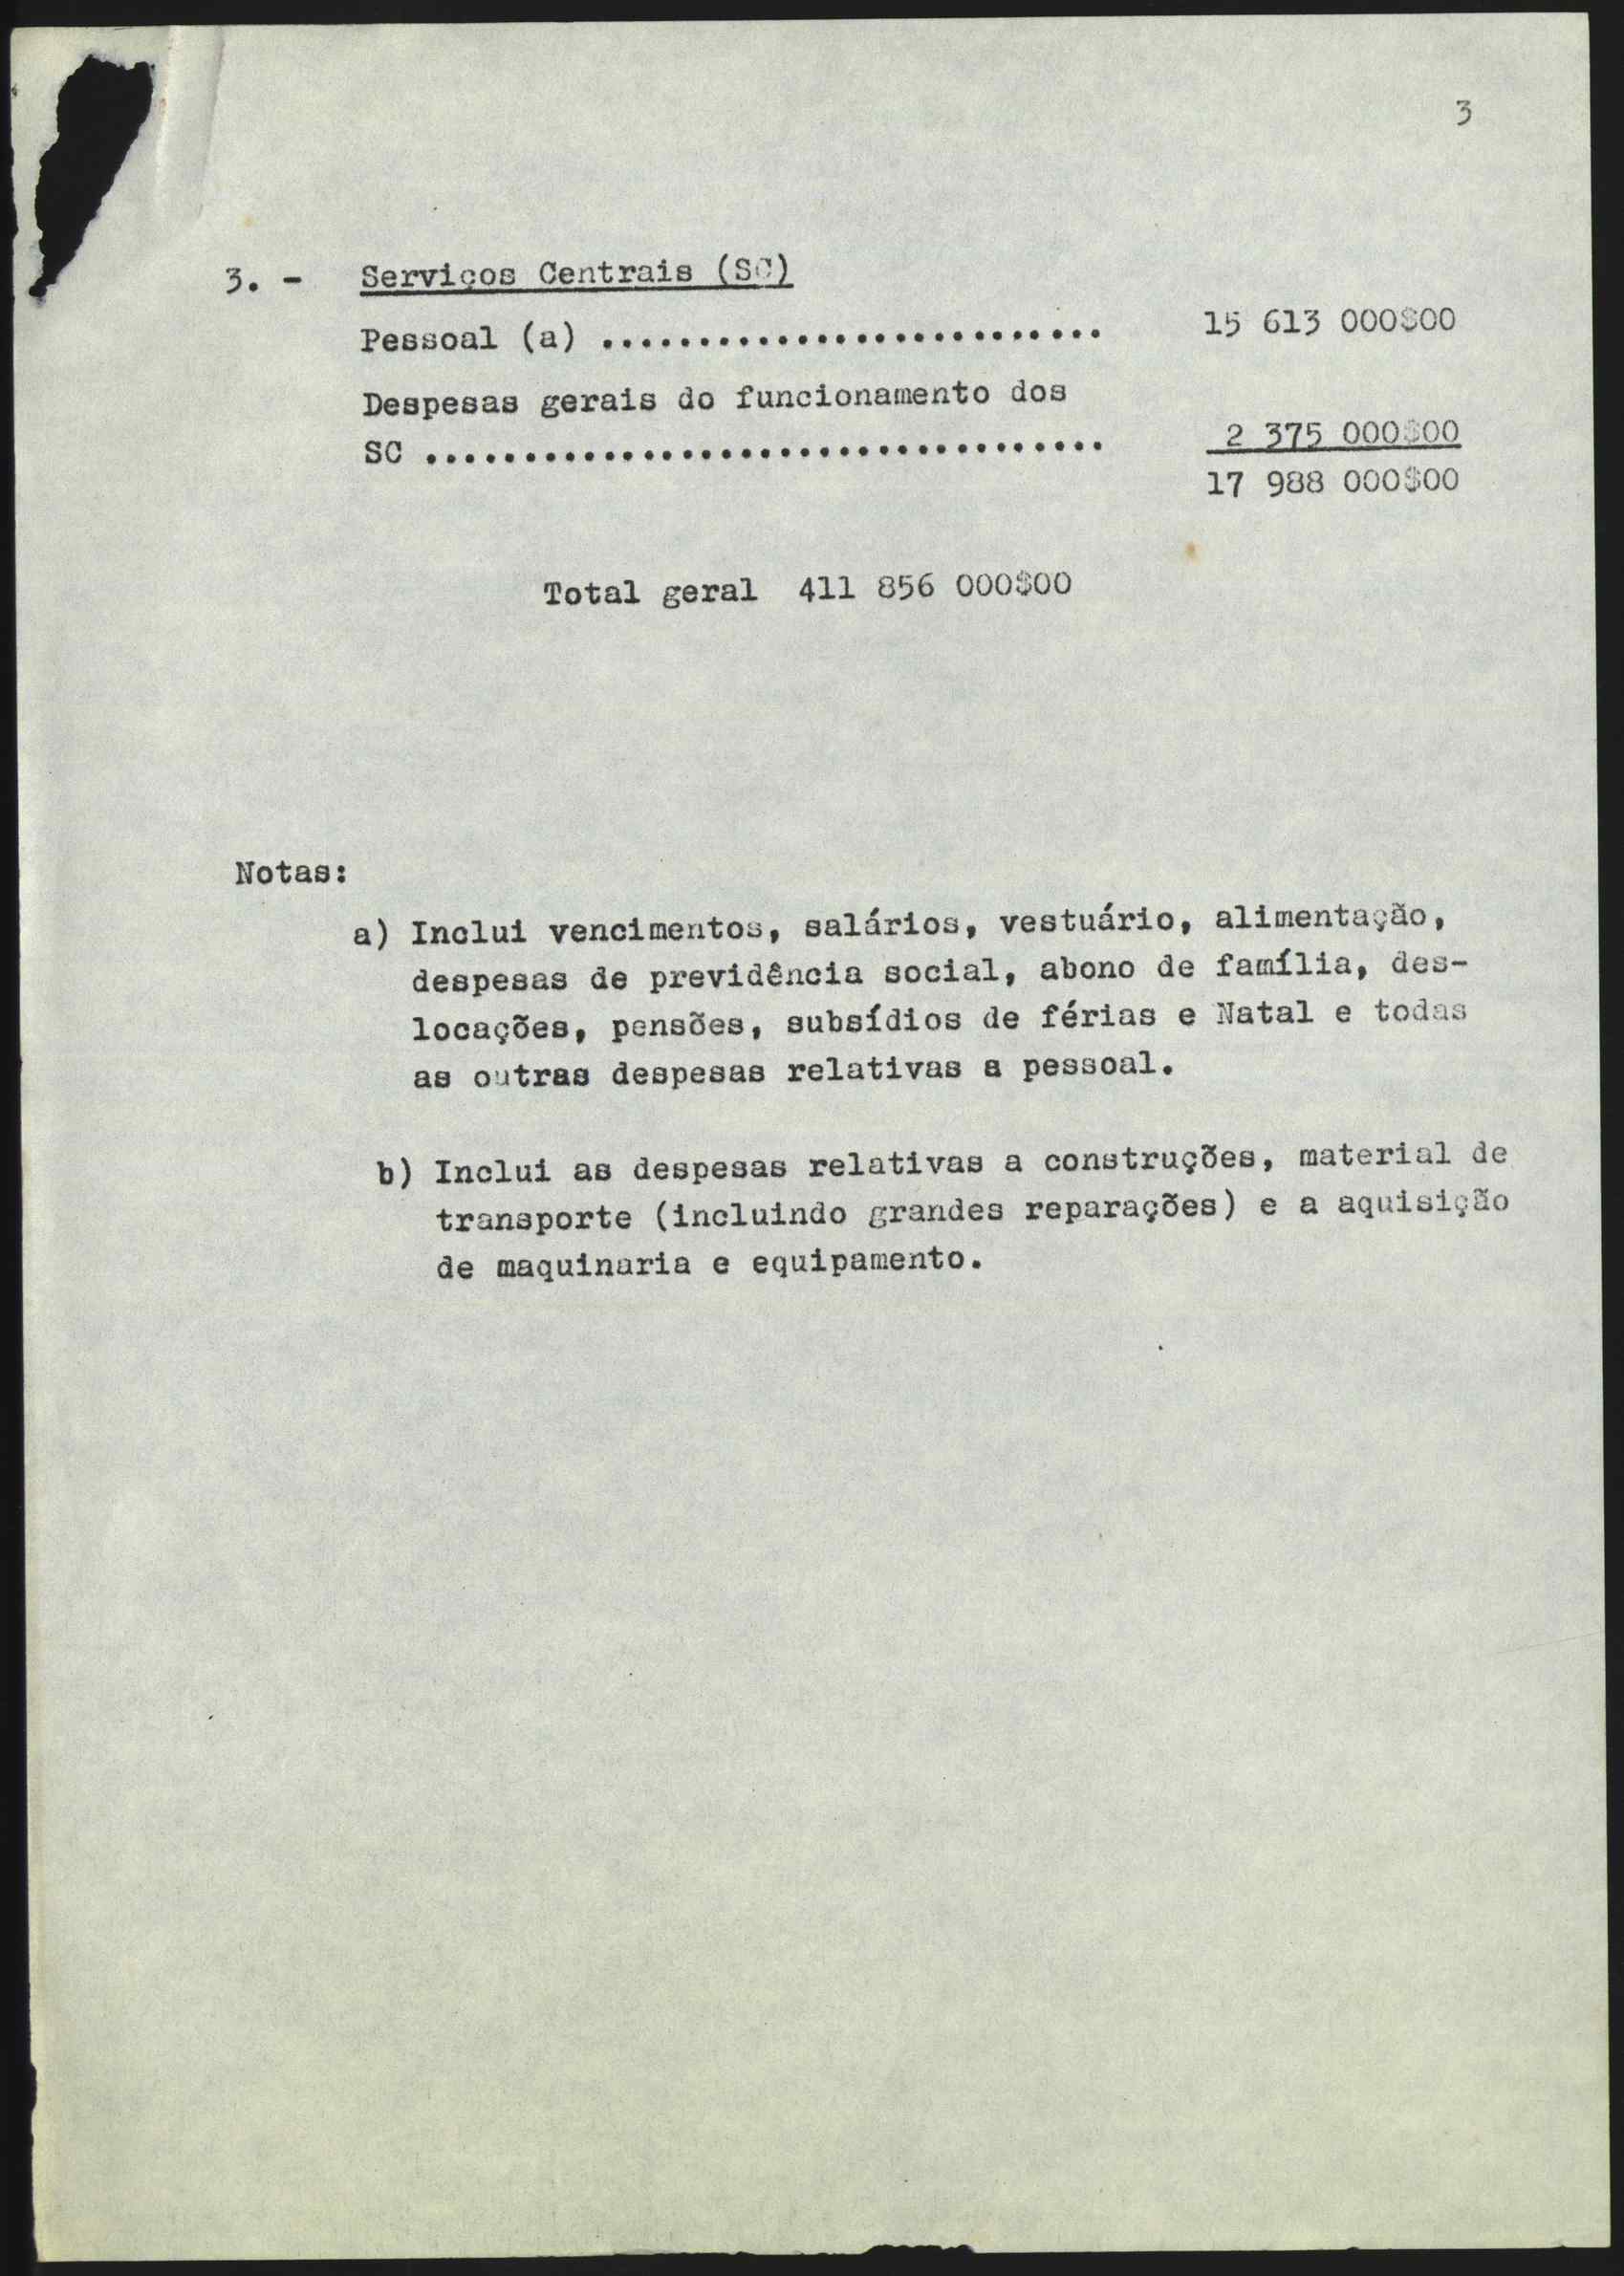 3
3. - Serviços Centrais (SC)
Pessoal (a) .......................... 15 613 000$00
Despesas gerais do funcionamento dos
SC ................................... 2 375 000$00
17 988 000$00
Total geral 411 856 000$00
Notas:
a) Inclui vencimentos, salários, vestuário, alimentação,
despesas de previdência social, abono de família, des-
locações, pensões, subsídios de férias e Natal e todas
as outras despesas relativas a pessoal.
b) Inclui as despesas relativas a construções, material de
transporte (incluindo grandes reparações) e a aquisição
de maquinaria e equipamento.